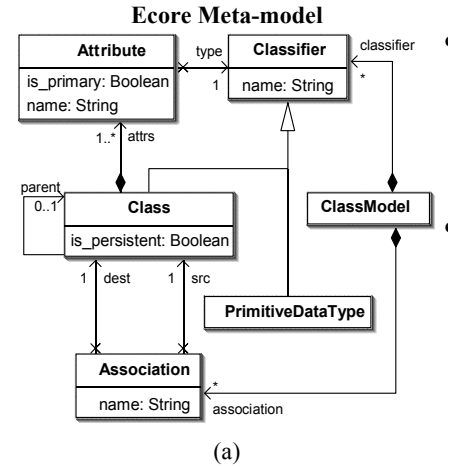 Ecore Meta-model
Attribute
is_primary: Boolean
name: String
type
1
Classifier
name: String
classifier
*
1..*
attrs
parent
0..1
Class
is_persistent: Boolean
ClassModel
1
dest
1
src
PrimitiveDataType
Association
name: String
*
association
(a)